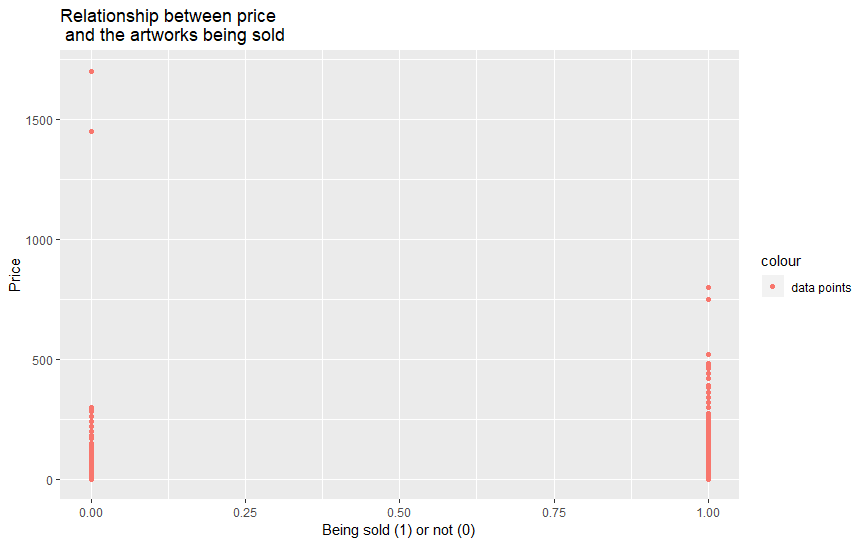 Relationship between price
and the artworks being sold
1500
1000
500
0
Price
0.00 0.25 0.50 0.75 1.00
Being sold (1) or not (0)
colour
data points